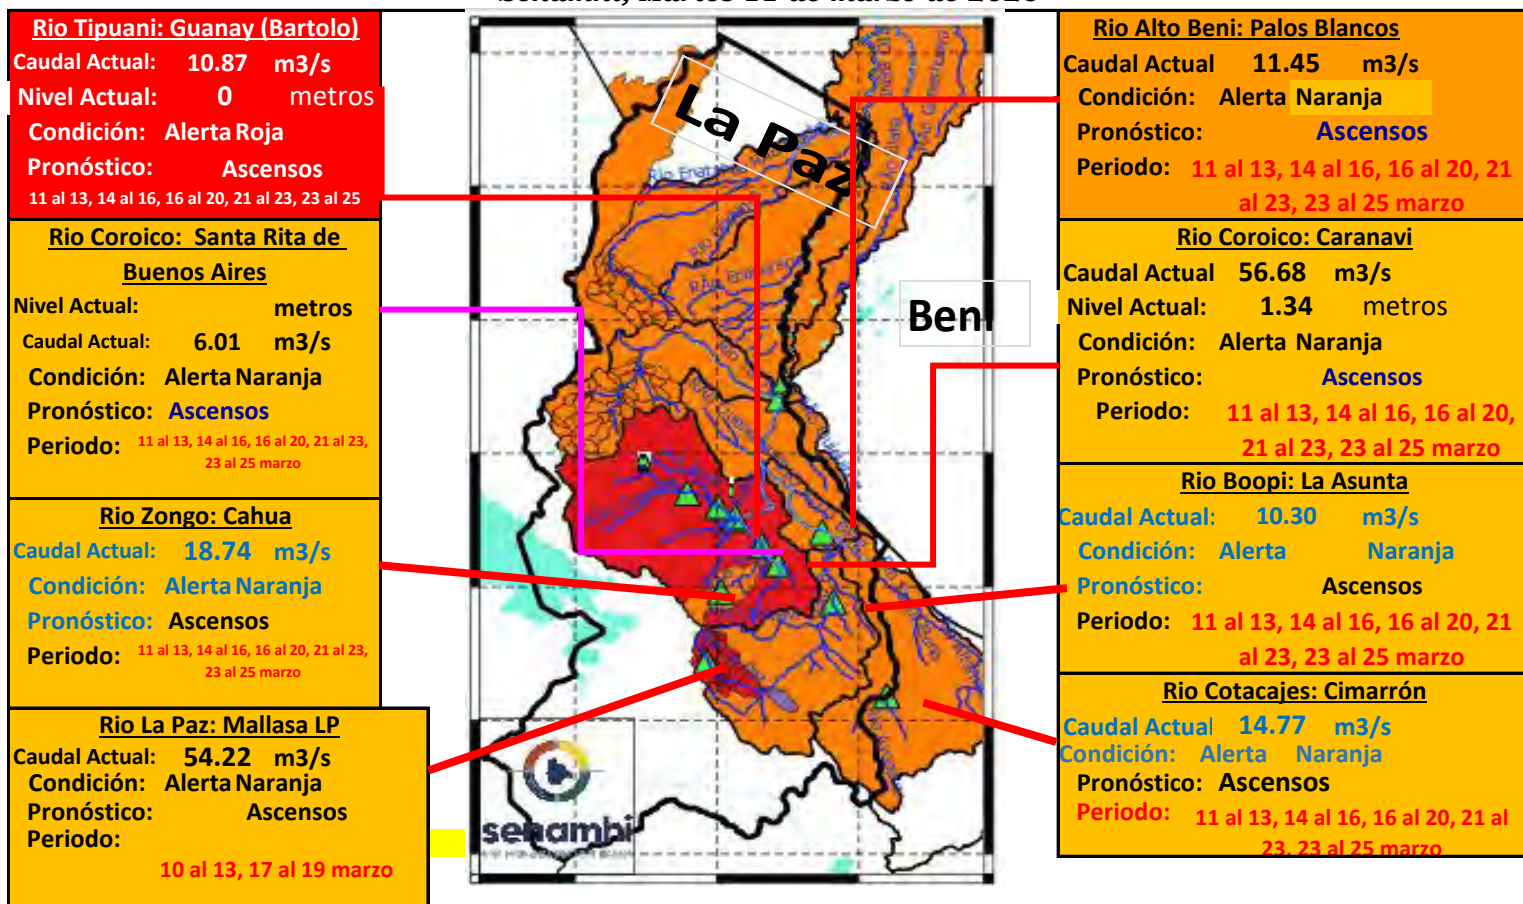 Rio Tipuani: Guanay (Bartolo)
Caudal Actual: 10.87 m3/s
Nivel Actual: 0 metros
Condición: Alerta Roja
Pronóstico: Ascensos
11 al 13, 14 al 16, 16 al 20, 21 al 23, 23 al 25
Rio Coroico: Santa Rita de
Buenos Aires
Nivel Actual: metros
Caudal Actual: 6.01 m3/s
Condición: Alerta Naranja
Pronóstico: Ascensos
Periodo: 11 al 13, 14 al 16, 16 al 20, 21 al 23,
23 al 25 marzo
Rio Zongo: Cahua
Caudal Actual: 18.74 m3/s
Condición: Alerta Naranja
Pronóstico: Ascensos
Periodo: 11 al 13, 14 al 16, 16 al 20, 21 al 23,
23 al 25 marzo
Rio La Paz: Mallasa LP
Caudal Actual: 54.22 m3/s
Condición: Alerta Naranja
Pronóstico: Ascensos
Periodo:
10 al 13, 17 al 19 marzo
La Paz
Beni
senamhi
Rio Alto Beni: Palos Blancos
Caudal Actual 11.45 m3/s
Condición: Alerta Naranja
Pronóstico: Ascensos
Periodo: 11 al 13, 14 al 16, 16 al 20, 21
al 23, 23 al 25 marzo
Rio Coroico: Caranavi
Caudal Actual 56.68 m3/s
Nivel Actual: 1.34 metros
Condición: Alerta Naranja
Pronóstico: Ascensos
Periodo: 11 al 13, 14 al 16, 16 al 20,
21 al 23, 23 al 25 marzo
Rio Boopi: La Asunta
Caudal Actual: 10.30 m3/s
Condición: Alerta Naranja
Pronóstico: Ascensos
Periodo: 11 al 13, 14 al 16, 16 al 20, 21
al 23, 23 al 25 marzo
Rio Cotacajes: Cimarrón
Caudal Actual 14.77 m3/s
Condición: Alerta Naranja
Pronóstico: Ascensos
Periodo: 11 al 13, 14 al 16, 16 al 20, 21 al
23, 23 al 25 marzo